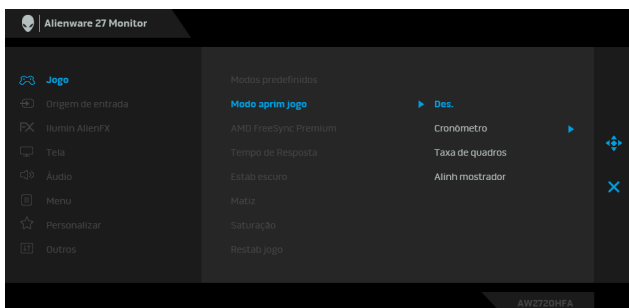 Alienware 27 Monitor
Jogo
Origem de entrada
FX Ilumin AlienFX
Tela
Áudio
Menu
Personalizar
Outros
Modos predefinidos
Modo aprim jogo
AMD FreeSync Premium
Tempo de Resposta
Estab escuro
Matiz
Saturação
Restab jogo
Des.
Cronômetro
Taxa de quadros
Alinh mostrador
AW2720HFA